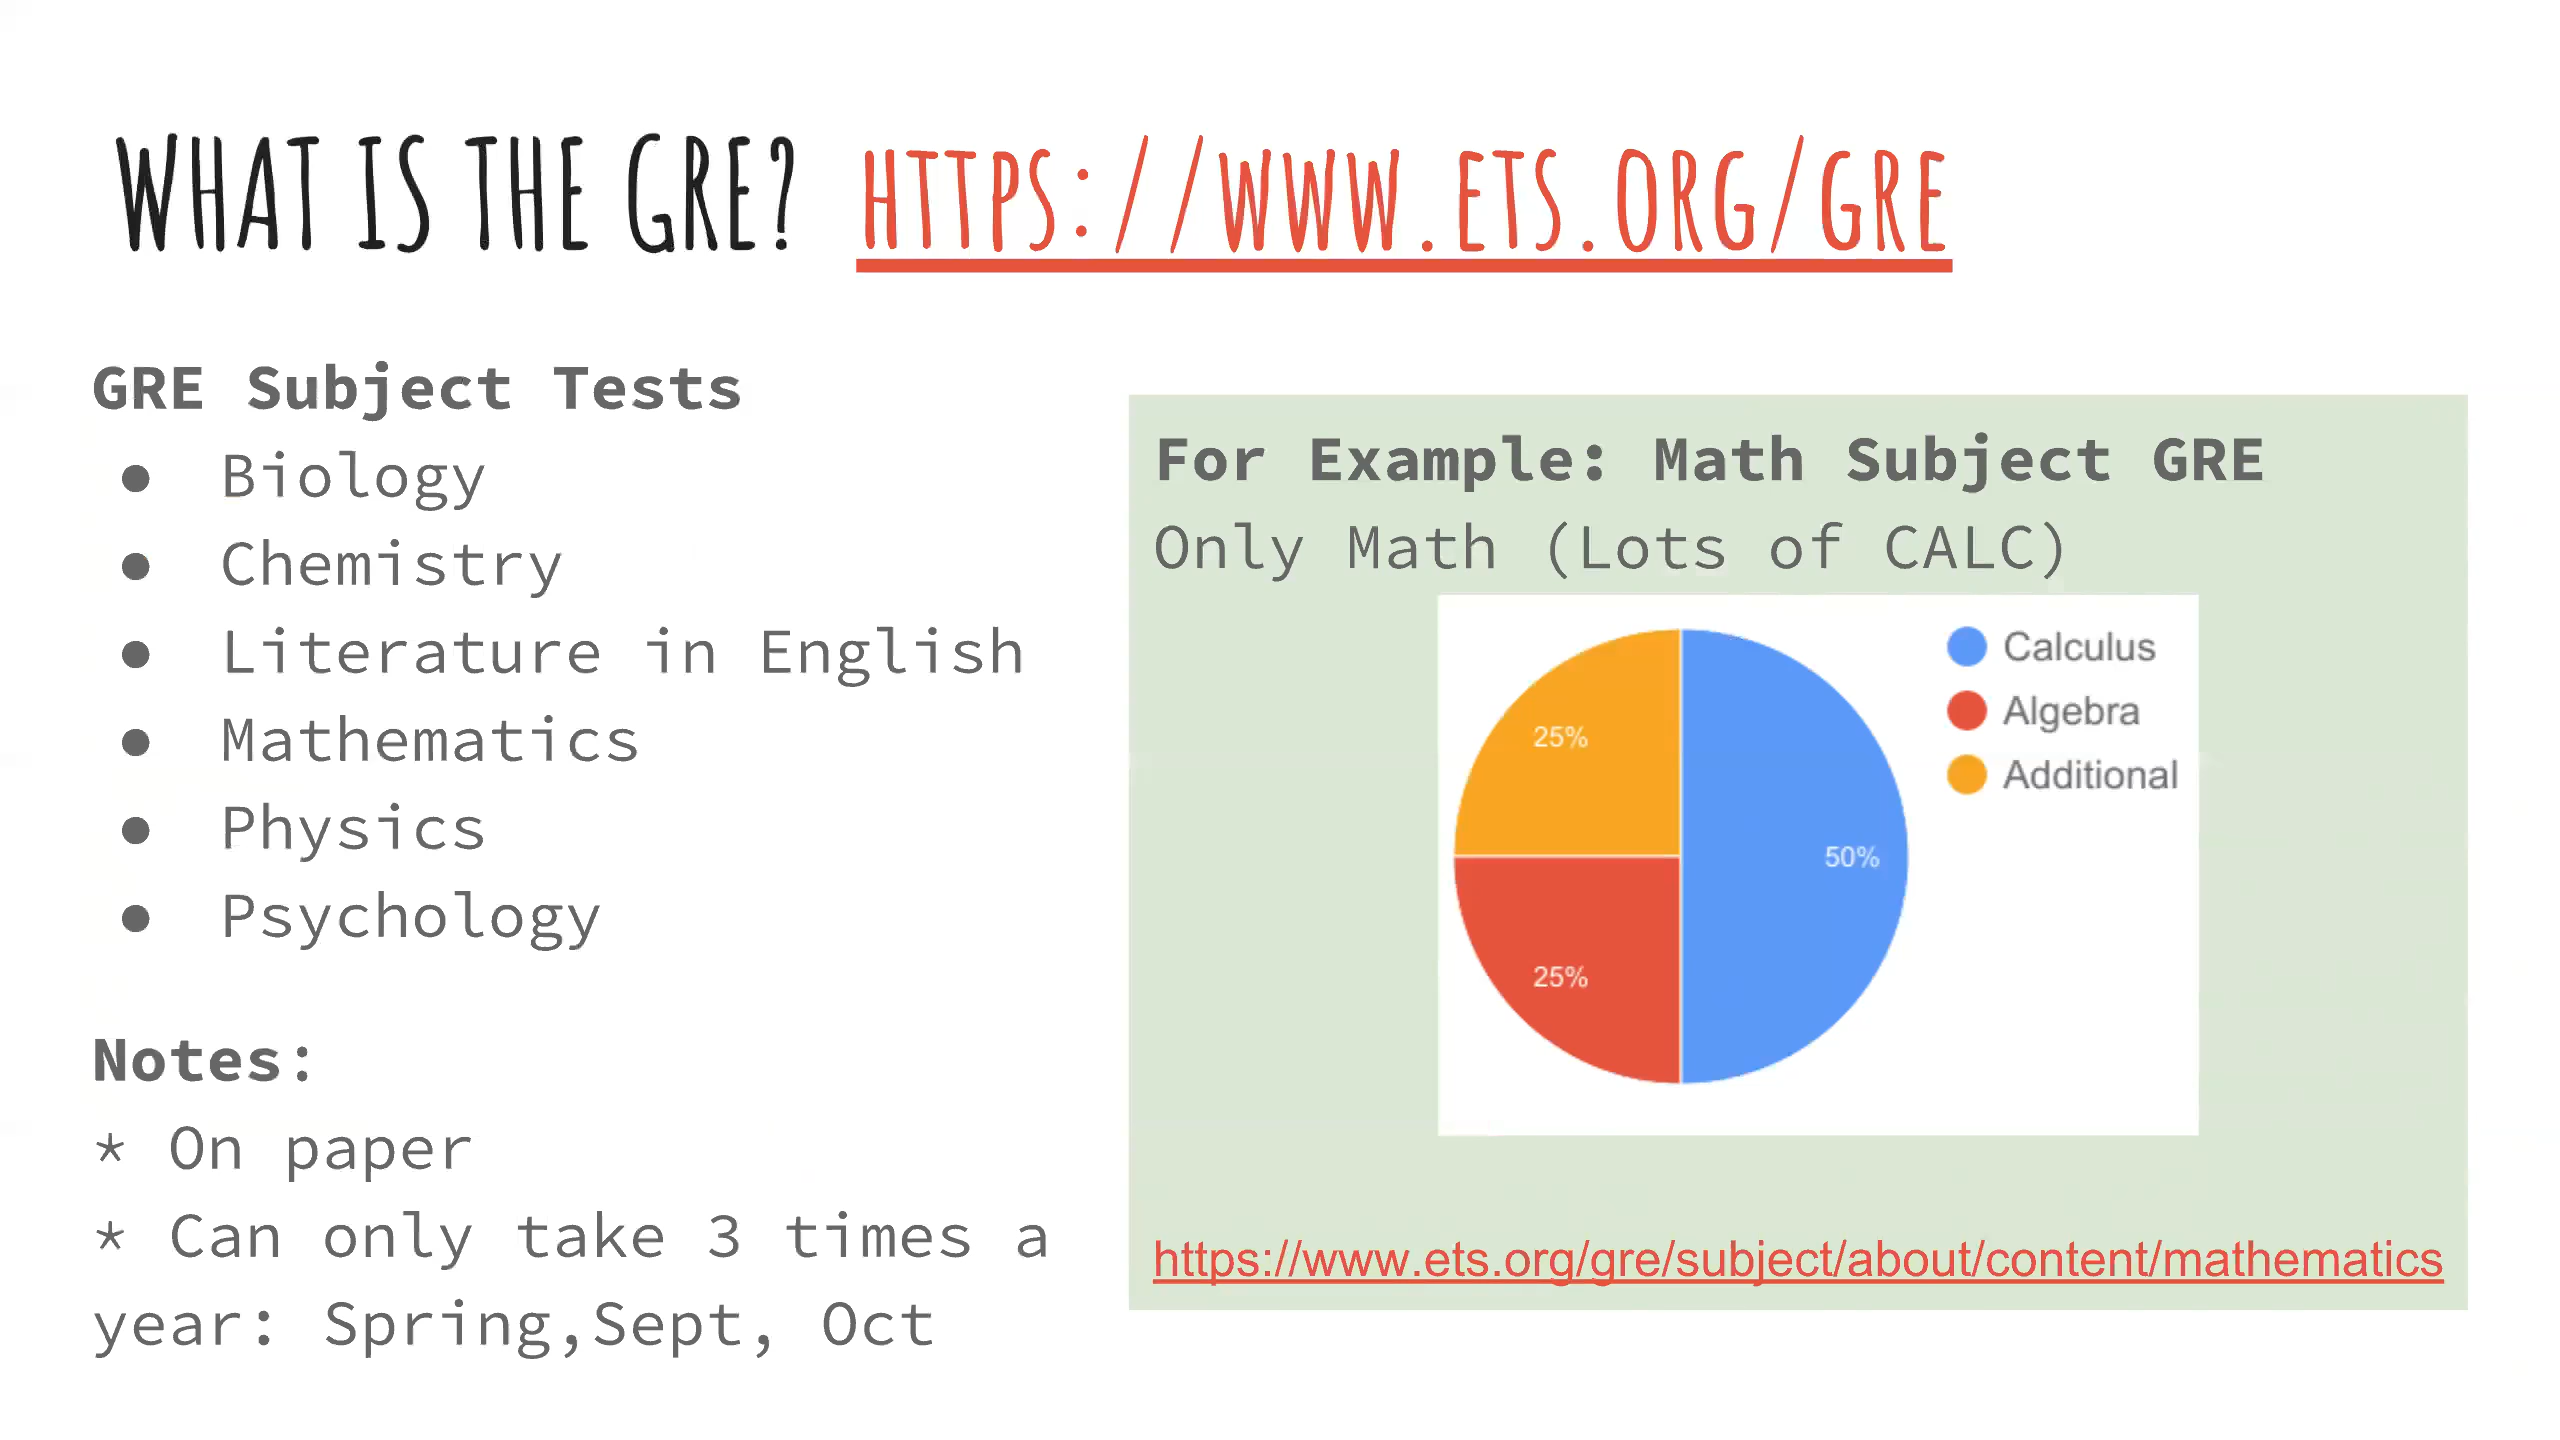 WHAT IS THE GRE? HTTPS://WWW.ETS.ORG/GRE
GRE Subject Tests
● Biology
● Chemistry
● Literature in English
● Mathematics
● Physics
● Psychology
Notes:
* On paper
* Can only take 3 times a
year: Spring,Sept, Oct
For Example: Math Subject GRE
Only Math (Lots of CALC)
Calculus
Algebra
Additional
25%
50%
25%
https://www.ets.org/gre/subject/about/content/mathematics